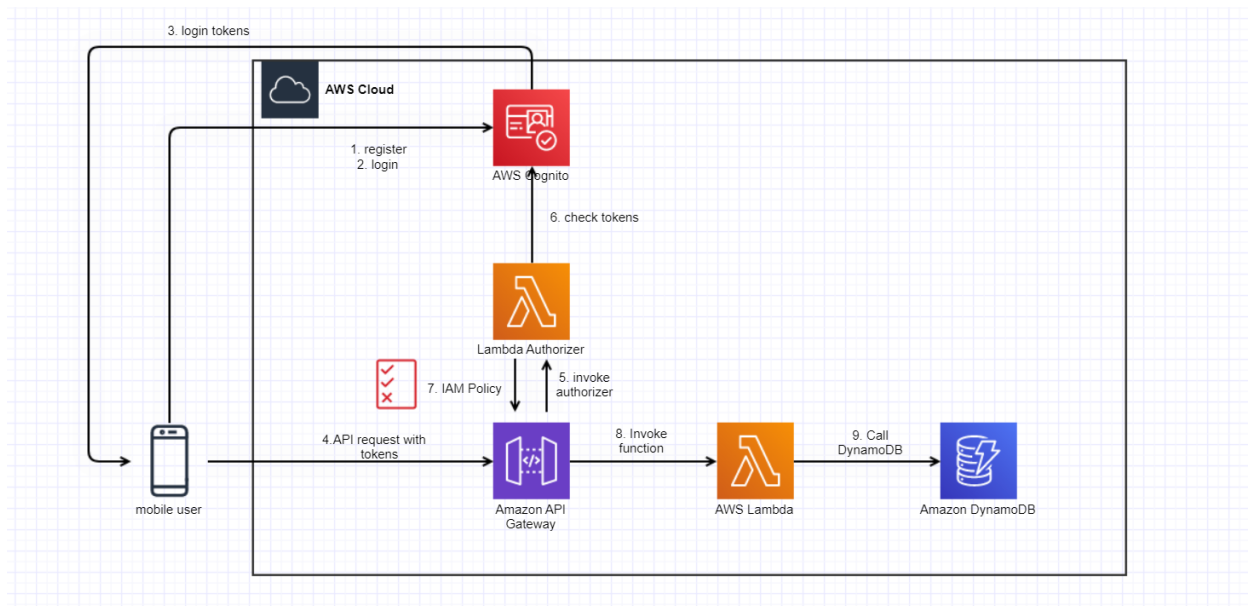 3. login tokens
AWS Cloud
1. register
2. login
AWS Cognito
6. check tokens
Lambda Authorizer
7. IAM Policy
5. invoke
authorizer
4.API request with
tokens
8. Invoke
function
9. Call
DynamoDB
</>
mobile user
Amazon API
Gateway
AWS Lambda
Amazon DynamoDB